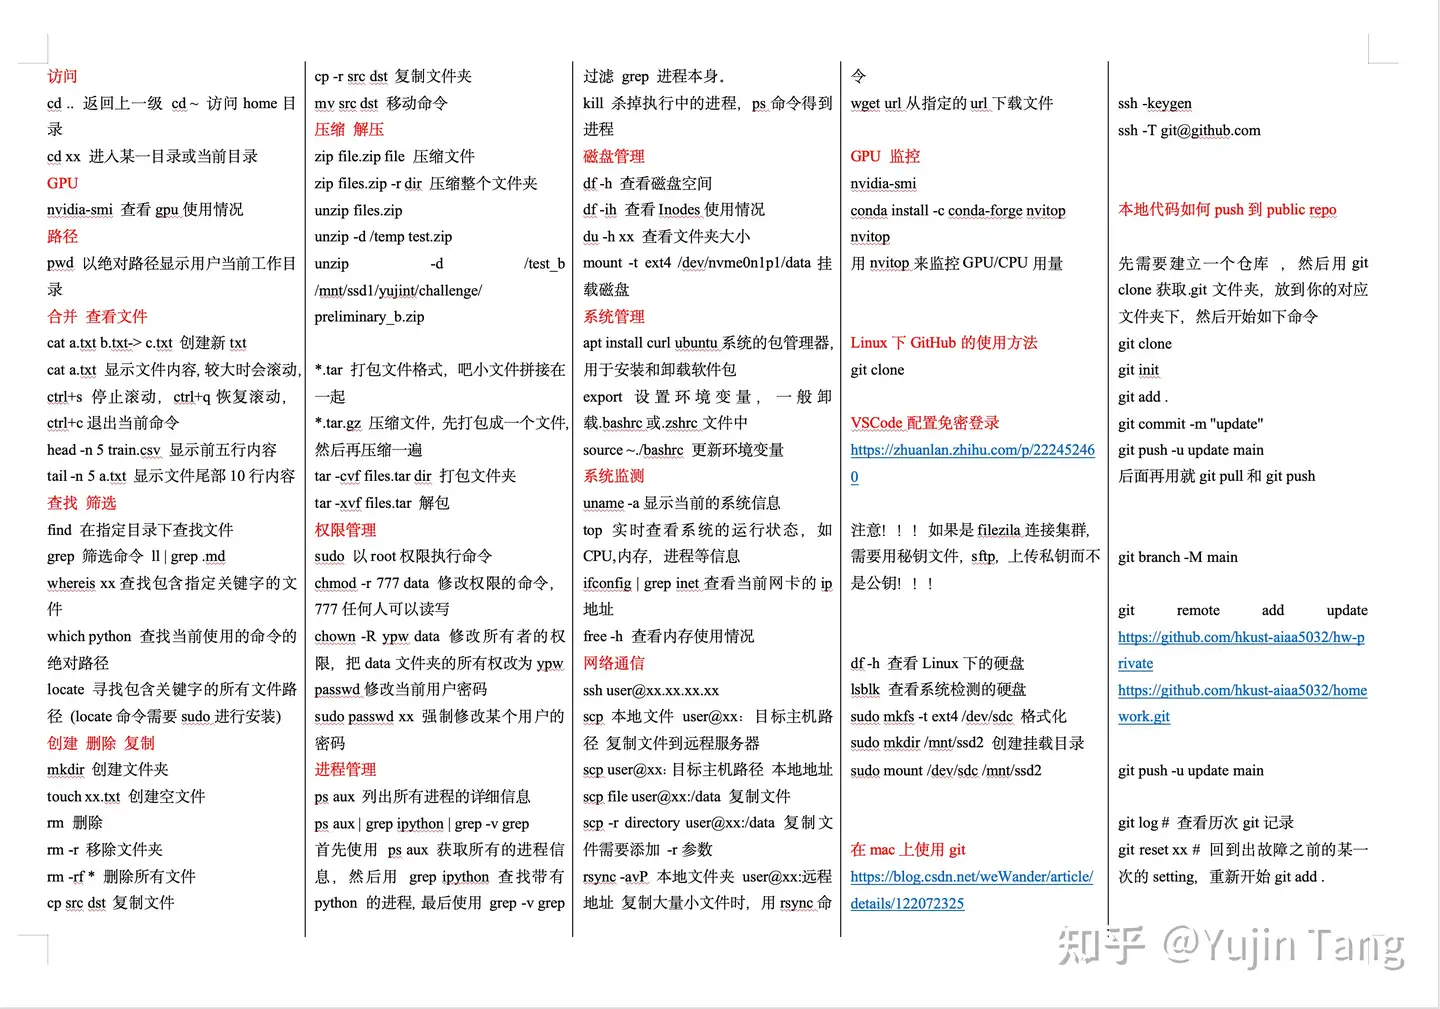 访问
cd .. 返回上一级 cd ~ 访问 home 目
录
cd xx 进入某一目录或当前目录
GPU
nvidia-smi 查看 gpu 使用情况
路径
pwd 以绝对路径显示用户当前工作目
录
合并 查看文件
cat a.txt b.txt-> c.txt 创建新 txt
cat a.txt 显示文件内容, 较大时会滚动,
ctrl+s 停止滚动，ctrl+q 恢复滚动，
ctrl+c 退出当前命令
head -n 5 train.csv 显示前五行内容
tail -n 5 a.txt 显示文件尾部 10 行内容
查找 筛选
find 在指定目录下查找文件
grep 筛选命令 ll | grep .md
whereis xx 查找包含指定关键字的文
件
which python 查找当前使用的命令的
绝对路径
locate 寻找包含关键字的所有文件路
径 (locate 命令需要 sudo 进行安装)
创建 删除 复制
mkdir 创建文件夹
touch xx.txt 创建空文件
rm 删除
rm -r 移除文件夹
rm -rf * 删除所有文件
cp src dst 复制文件
cp -r src dst 复制文件夹
mv src dst 移动命令
压缩 解压
zip file.zip file 压缩文件
zip files.zip -r dir 压缩整个文件夹
unzip files.zip
unzip -d /temp test.zip
unzip -d /test_b
/mnt/ssd1/yujint/challenge/
preliminary_b.zip
*.tar 打包文件格式，吧小文件拼接在
一起
*.tar.gz 压缩文件, 先打包成一个文件,
然后再压缩一遍
tar -cvf files.tar dir 打包文件夹
tar -xvf files.tar 解包
权限管理
sudo 以 root 权限执行命令
chmod -r 777 data 修改权限的命令，
777 任何人可以读写
chown -R ypw data 修改所有者的权
限，把 data 文件夹的所有权改为 ypw
passwd 修改当前用户密码
sudo passwd xx 强制修改某个用户的
密码
进程管理
ps aux 列出所有进程的详细信息
ps aux | grep ipython | grep -v grep
首先使用 ps aux 获取所有的进程信
息，然后用 grep ipython 查找带有
python 的进程, 最后使用 grep -v grep
过滤 grep 进程本身。
kill 杀掉执行中的进程，ps 命令得到
进程
磁盘管理
df -h 查看磁盘空间
df -ih 查看 Inodes 使用情况
du -h xx 查看文件夹大小
mount -t ext4 /dev/nvme0n1p1/data 挂
载磁盘
系统管理
apt install curl ubuntu 系统的包管理器,
用于安装和卸载软件包
export 设置环境变量，一般卸
载.bashrc 或.zshrc 文件中
source ~./bashrc 更新环境变量
系统监测
uname -a 显示当前的系统信息
top 实时查看系统的运行状态，如
CPU,内存，进程等信息
ifconfig | grep inet 查看当前网卡的 ip
地址
free -h 查看内存使用情况
网络通信
ssh user@xx.xx.xx.xx
scp 本地文件 user@xx：目标主机路
径 复制文件到远程服务器
scp user@xx: 目标主机路径 本地地址
scp file user@xx:/data 复制文件
scp -r directory user@xx:/data 复制文
件需要添加 -r 参数
rsync -avP 本地文件夹 user@xx:远程
地址 复制大量小文件时，用 rsync 命
令
wget url 从指定的 url 下载文件
GPU 监控
nvidia-smi
conda install -c conda-forge nvitop
nvitop
用 nvitop 来监控 GPU/CPU 用量
Linux 下 GitHub 的使用方法
git clone
VSCode 配置免密登录
https://zhuanlan.zhihu.com/p/22245246
0
注意！！！如果是 filezila 连接集群,
需要用秘钥文件，sftp，上传私钥而不
是公钥！！！
df -h 查看 Linux 下的硬盘
lsblk 查看系统检测的硬盘
sudo mkfs -t ext4 /dev/sdc 格式化
sudo mkdir /mnt/ssd2 创建挂载目录
sudo mount /dev/sdc /mnt/ssd2
在 mac 上使用 git
https://blog.csdn.net/weWander/article/
details/122072325
ssh -keygen
ssh -T git@github.com
本地代码如何 push 到 public repo
先需要建立一个仓库 ，然后用 git
clone 获取.git 文件夹，放到你的对应
文件夹下，然后开始如下命令
git clone
git init
git add .
git commit -m "update"
git push -u update main
后面再用就 git pull 和 git push
git branch -M main
git remote add update
https://github.com/hkust-aiaa5032/hw-p
rivate
https://github.com/hkust-aiaa5032/home
work.git
git push -u update main
git log # 查看历次 git 记录
git reset xx # 回到出故障之前的某一
次的 setting，重新开始 git add .
知乎 @Yujin Tang